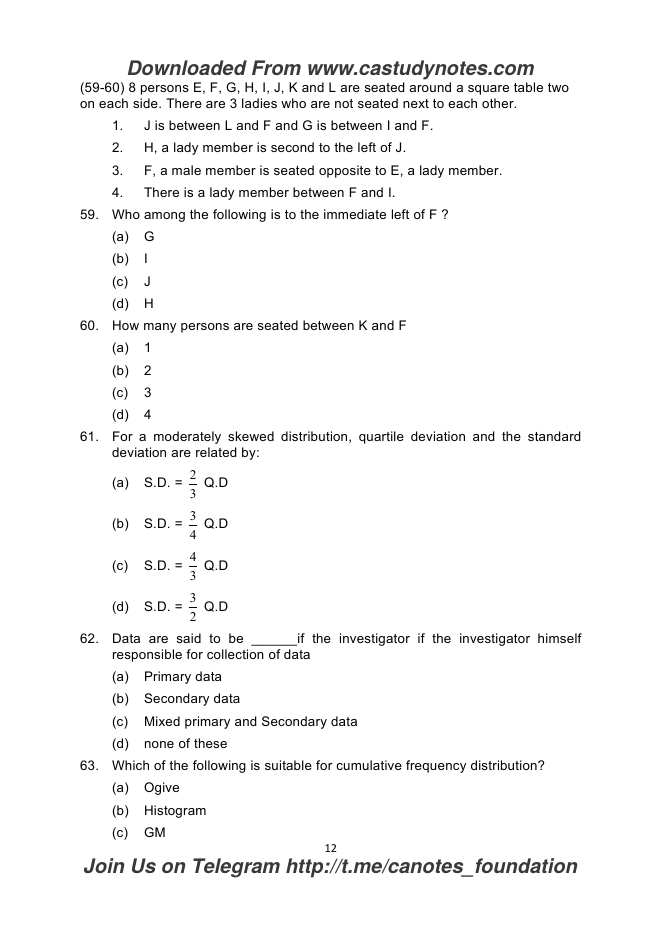 Downloaded From www.castudynotes.com
(59-60) 8 persons E, F, G, H, I, J, K and L are seated around a square table two
on each side. There are 3 ladies who are not seated next to each other.
1. J is between L and F and G is between I and F.
2. H, a lady member is second to the left of J.
3. F, a male member is seated opposite to E, a lady member.
4. There is a lady member between F and I.
59. Who among the following is to the immediate left of F ?
(a) G
(b) I
(c) J
(d) H
60. How many persons are seated between K and F
(a) 1
(b) 2
(c) 3
(d) 4
61. For a moderately skewed distribution, quartile deviation and the standard
deviation are related by:
(a) S.D. = 2/3 Q.D
(b) S.D. = 3/4 Q.D
(c) S.D. = 4/3 Q.D
(d) S.D. = 3/2 Q.D
62. Data are said to be ______if the investigator if the investigator himself
responsible for collection of data
(a) Primary data
(b) Secondary data
(c) Mixed primary and Secondary data
(d) none of these
63. Which of the following is suitable for cumulative frequency distribution?
(a) Ogive
(b) Histogram
(c) GM
12
Join Us on Telegram http://t.me/canotes_foundation